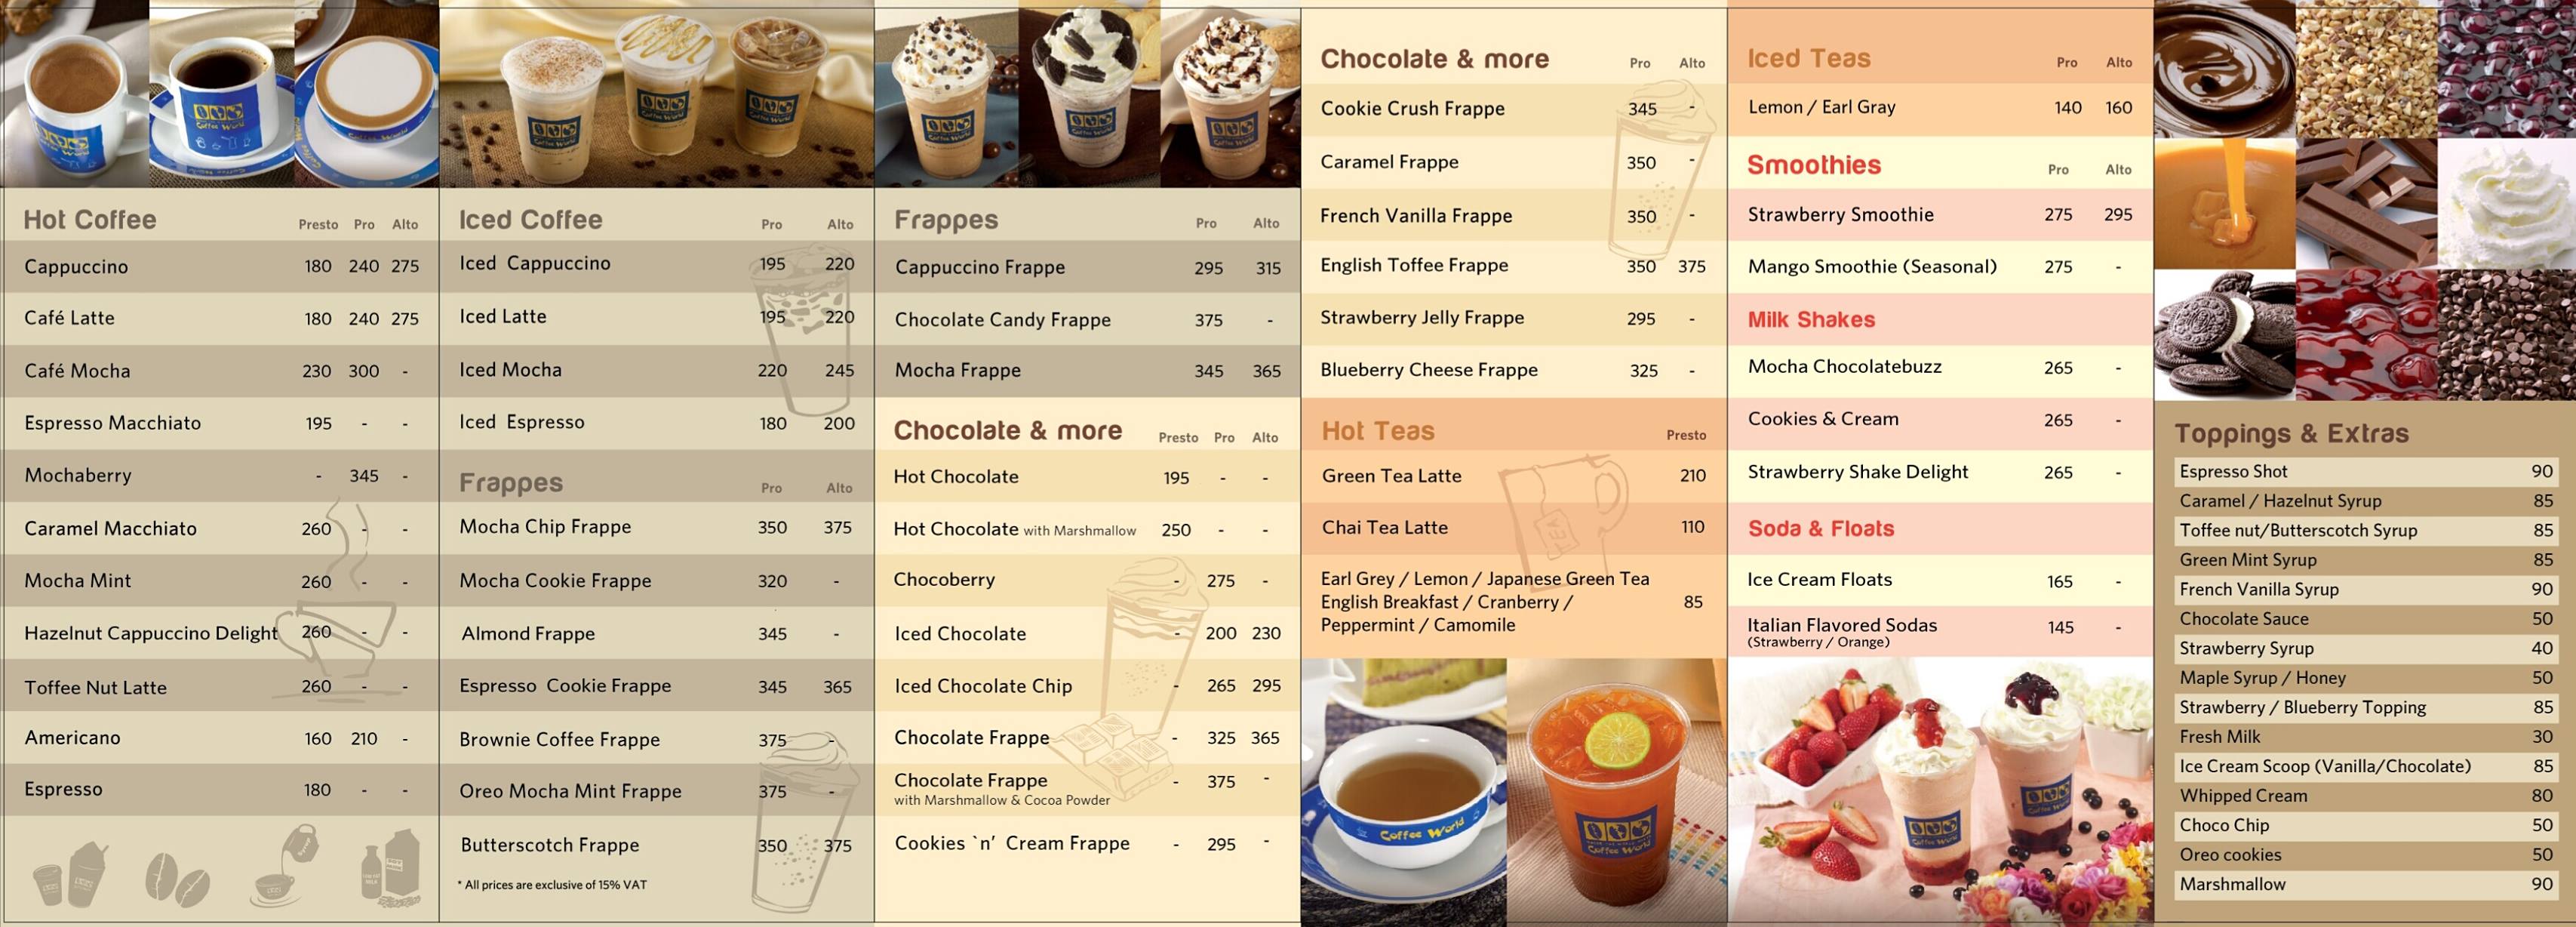 Hot Coffee Presto Pro Alto
Cappuccino 180 240 275
Café Latte 180 240 275
Café Mocha 230 300 -
Espresso Macchiato 195 - -
Mochaberry - 345 -
Caramel Macchiato 260 - -
Mocha Mint 260 - -
Hazelnut Cappuccino Delight 260 - -
Toffee Nut Latte 260 - -
Americano 160 210 -
Espresso 180 - -
Iced Coffee Pro Alto
Iced Cappuccino 195 220
Iced Latte 195 220
Iced Mocha 220 245
Iced Espresso 180 200
Frappes Pro Alto
Mocha Chip Frappe 350 375
Mocha Cookie Frappe 320 -
Almond Frappe 345 -
Espresso Cookie Frappe 345 365
Brownie Coffee Frappe 375 -
Oreo Mocha Mint Frappe 375 -
Butterscotch Frappe 350 375
* All prices are exclusive of 15% VAT
Frappes Pro Alto
Cappuccino Frappe 295 315
Chocolate Candy Frappe 375 -
Mocha Frappe 345 365
Chocolate & more Presto Pro Alto
Hot Chocolate 195 - -
Hot Chocolate with Marshmallow 250 - -
Chocoberry - 275 -
Iced Chocolate - 200 230
Iced Chocolate Chip - 265 295
Chocolate Frappe - 325 365
Chocolate Frappe - 375 -
with Marshmallow & Cocoa Powder
Cookies `n' Cream Frappe - 295 -
Chocolate & more Pro Alto
Cookie Crush Frappe 345 -
Caramel Frappe 350 -
French Vanilla Frappe 350 -
English Toffee Frappe 350 375
Strawberry Jelly Frappe 295 -
Blueberry Cheese Frappe 325 -
Hot Teas Presto
Green Tea Latte 210
Chai Tea Latte 110
Earl Grey / Lemon / Japanese Green Tea
English Breakfast / Cranberry / 85
Peppermint / Camomile
Coffee World
Coffee World
Iced Teas Pro Alto
Lemon / Earl Gray 140 160
Smoothies Pro Alto
Strawberry Smoothie 275 295
Mango Smoothie (Seasonal) 275 -
Milk Shakes
Mocha Chocolatebuzz 265 -
Cookies & Cream 265 -
Strawberry Shake Delight 265 -
Soda & Floats
Ice Cream Floats 165 -
Italian Flavored Sodas 145 -
(Strawberry / Orange)
Toppings & Extras
Espresso Shot 90
Caramel / Hazelnut Syrup 85
Toffee nut/Butterscotch Syrup 85
Green Mint Syrup 85
French Vanilla Syrup 90
Chocolate Sauce 50
Strawberry Syrup 40
Maple Syrup / Honey 50
Strawberry / Blueberry Topping 85
Fresh Milk 30
Ice Cream Scoop (Vanilla/Chocolate) 85
Whipped Cream 80
Choco Chip 50
Oreo cookies 50
Marshmallow 90